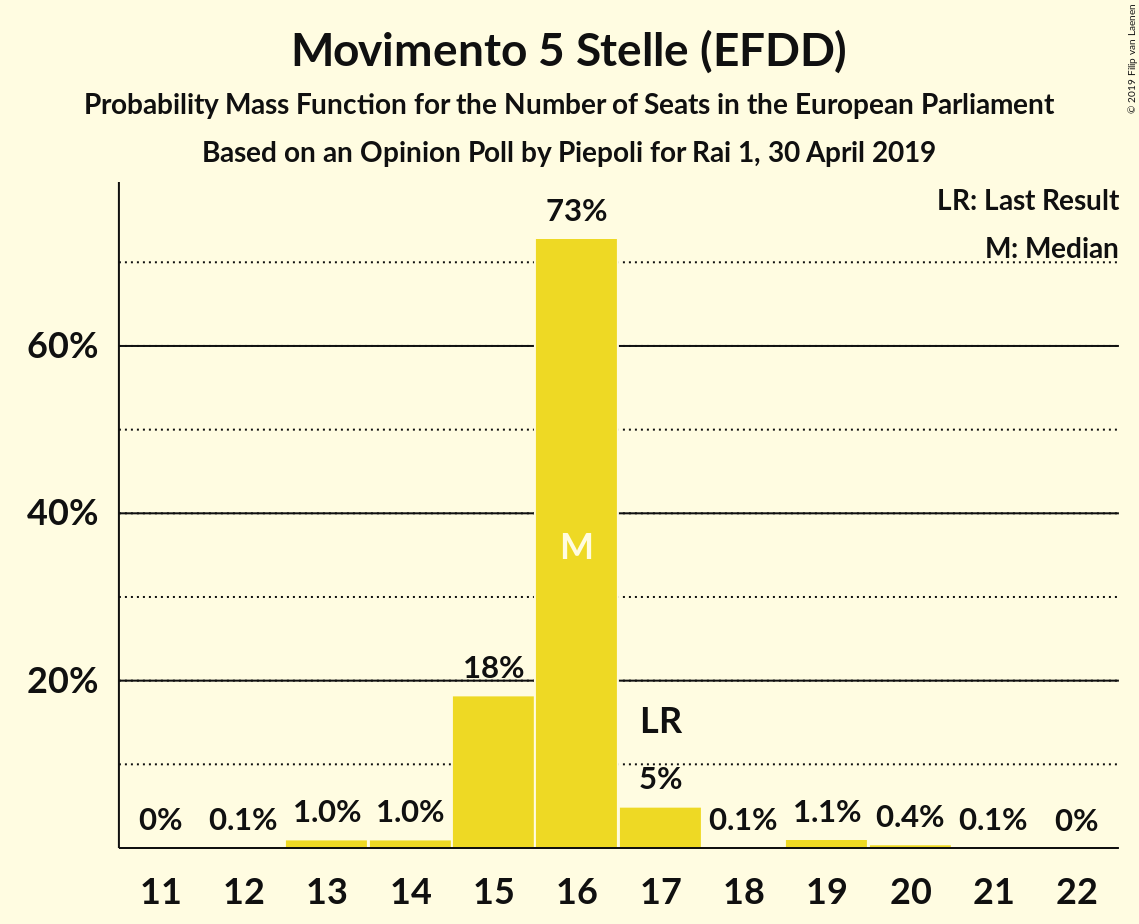 Movimento 5 Stelle (EFDD)
Probability Mass Function for the Number of Seats in the European Parliament
Based on an Opinion Poll by Piepoli for Rai 1, 30 April 2019
© 2019 Filip van Laenen
LR: Last Result
M: Median
73%
60%
40%
M
18%
20%
LR
5%
0% 0.1% 1.0% 1.0% 0.1% 1.1% 0.4% 0.1% 0%
11 12 13 14 15 16 17 18 19 20 21 22